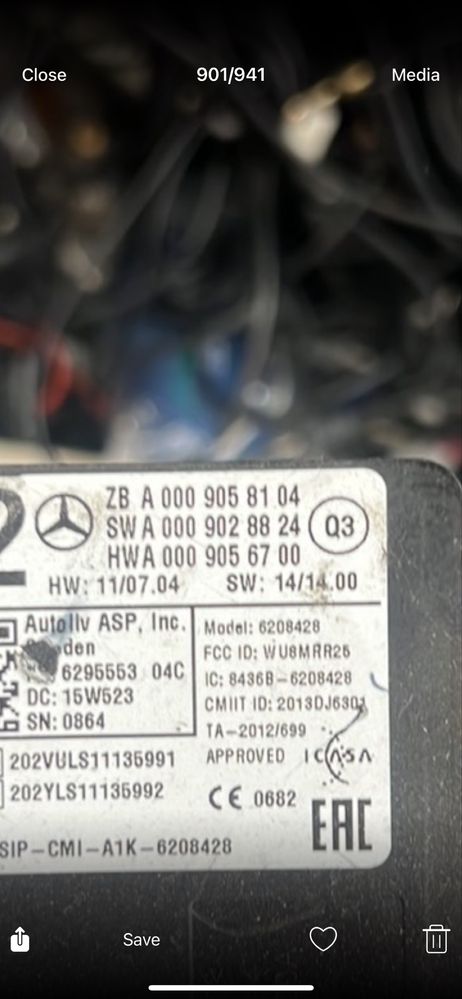 Close
901/941
Media
2
ZB A 000 905 81 04
SW A 000 902 88 24
HWA 000 905 67 00
Q3
HW: 11/07.04 SW: 14/14.00
Autoliv ASP, Inc.
6295553 04C
DC: 15W523
SN: 0864
Model: 6208428
FCC ID: WU8MRR25
IC: 8436B-6208428
CMIIT ID: 2013DJ6301
TA-2012/699
APPROVED ICASA
202VULS11135991
202YLS11135992
CE 0682
EAC
SIP-CMI-A1K-6208428
Save